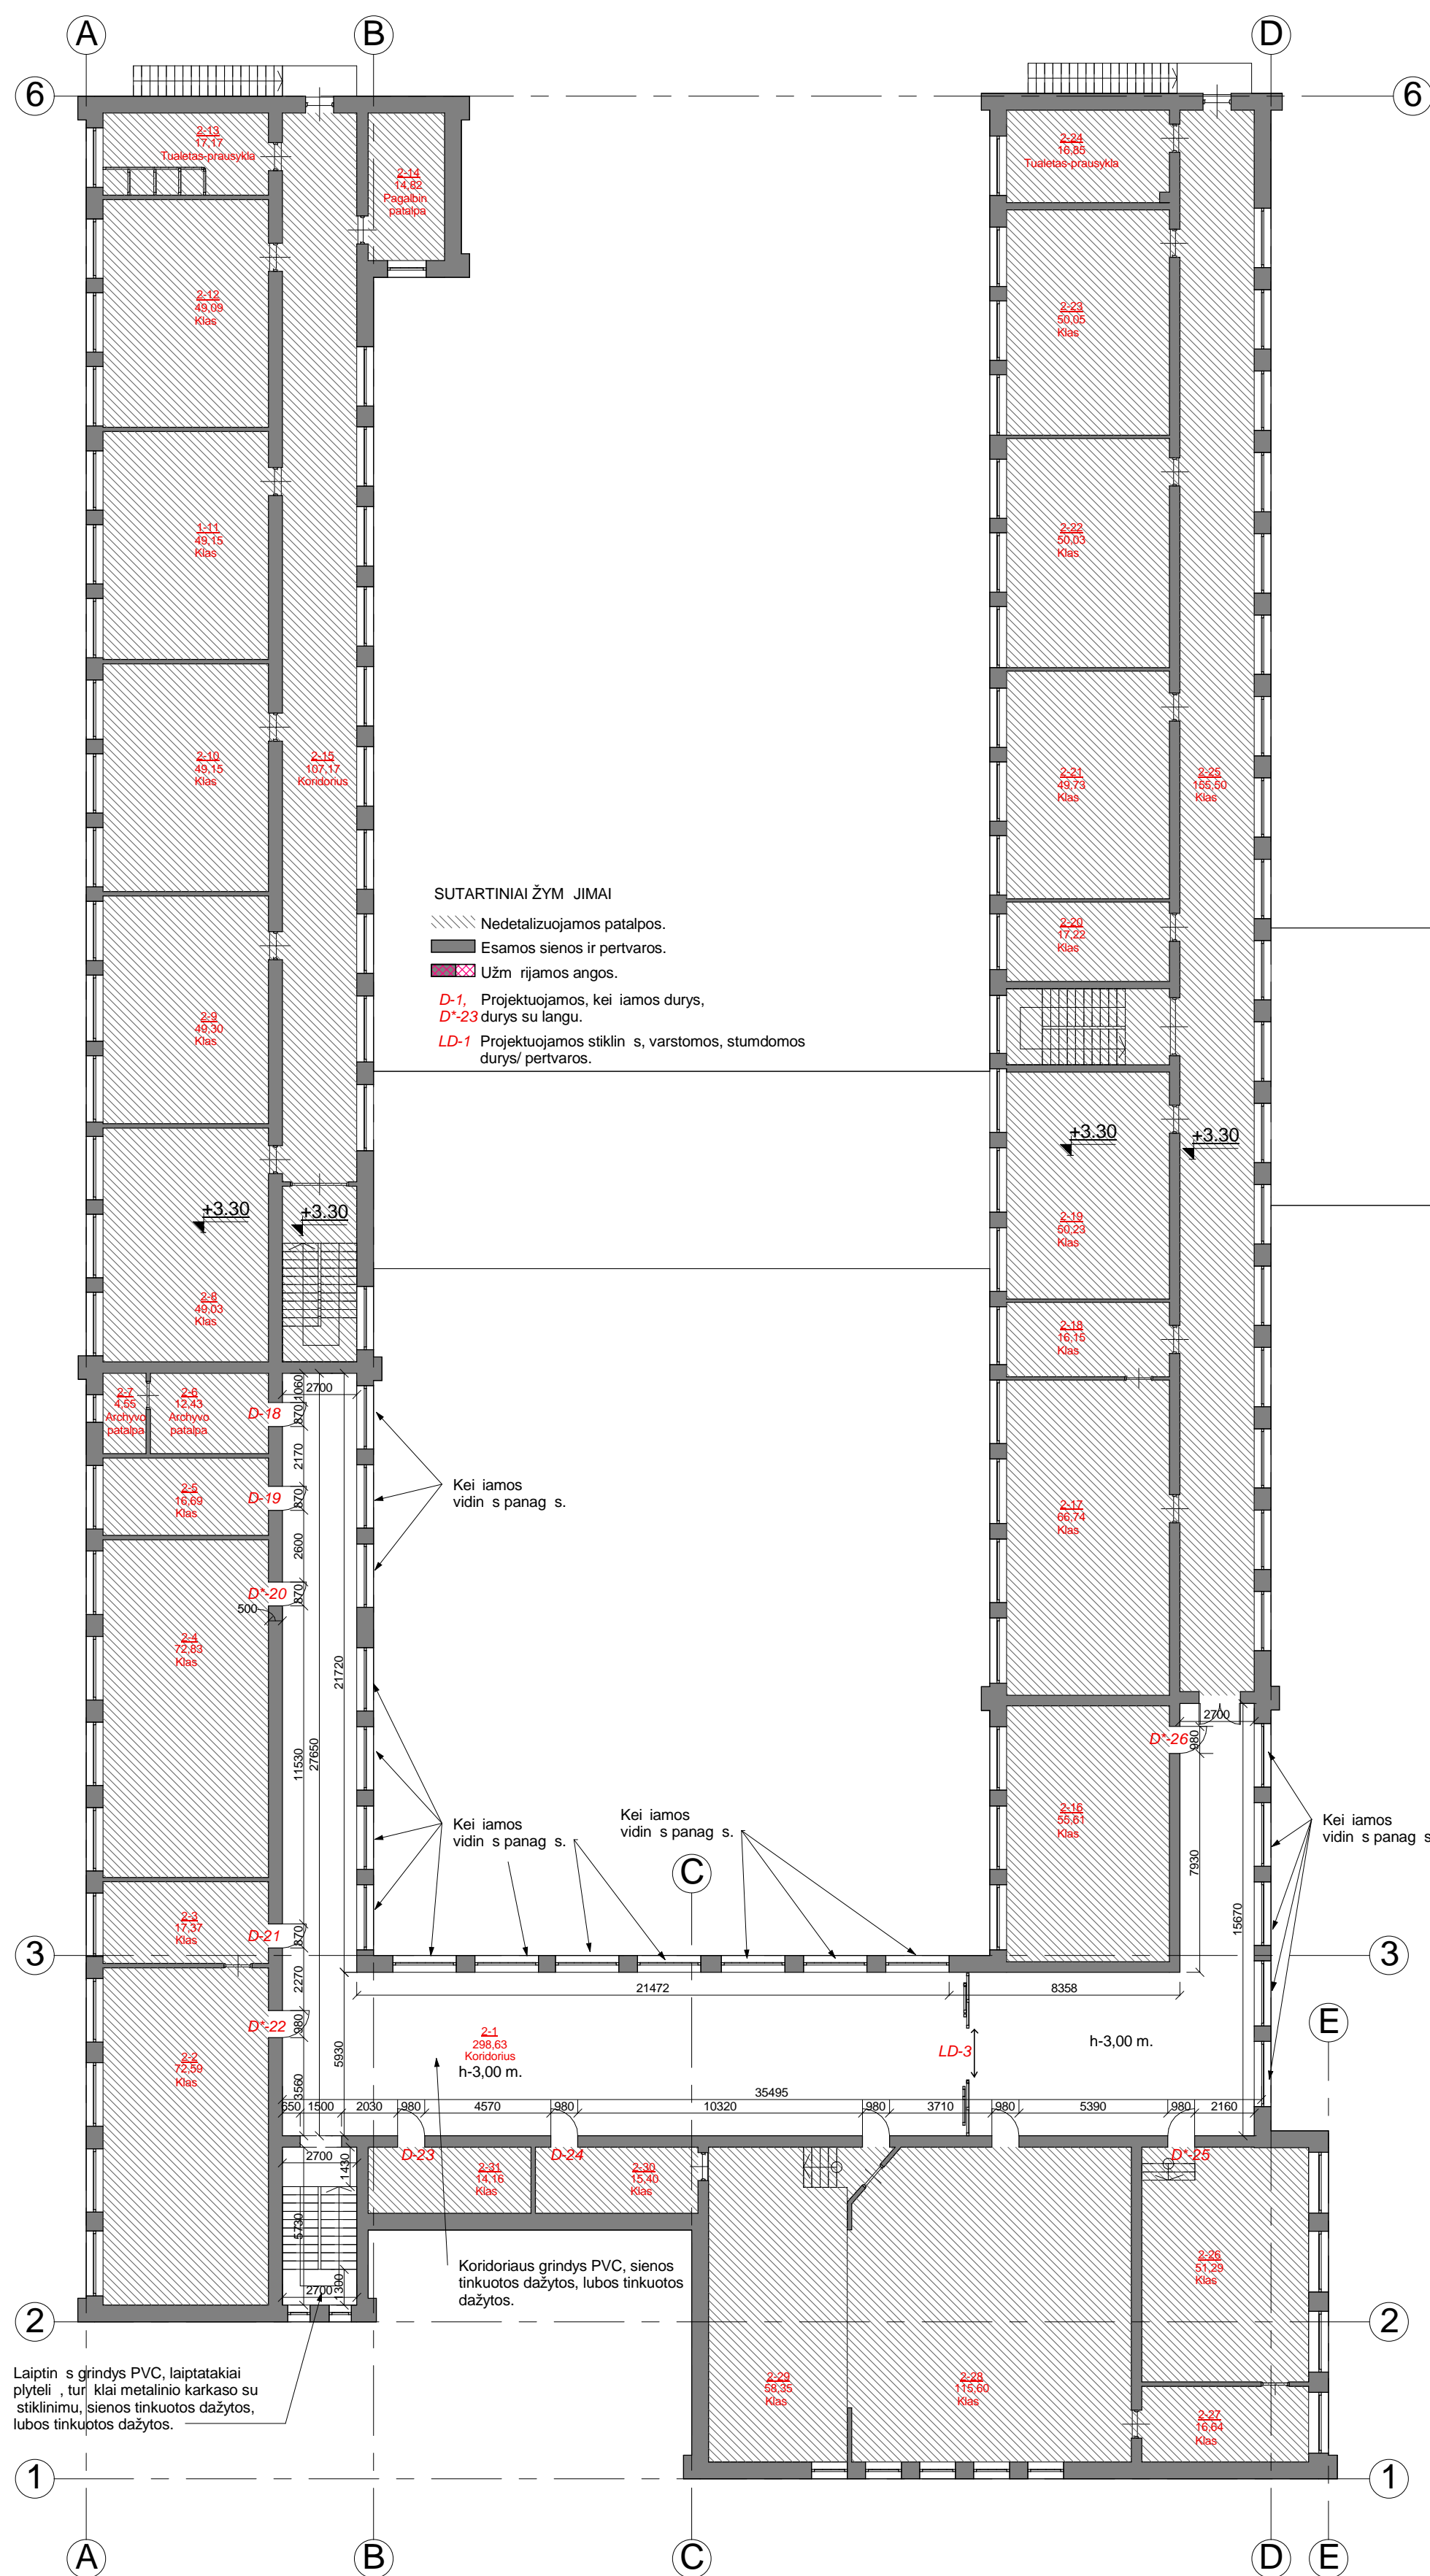 A
B
D
6
6
2-13
17,17
Tualetas-prausykla
2-14
14,82
Pagalbin
patalpa
2-24
16,85
Tualetas-prausykla
2-12
49,09
Klas
2-23
50,05
Klas
1-11
49,15
Klas
2-22
50,03
Klas
2-10
49,15
Klas
2-15
107,17
Koridorius
2-21
49,73
Klas
2-25
155,50
Klas
SUTARTINIAI ŽYM JIMAI
Nedetalizuojamos patalpos.
Esamos sienos ir pertvaros.
Užm rijamos angos.
D-1, Projektuojamos, kei iamos durys,
D*-23 durys su langu.
LD-1 Projektuojamos stiklin s, varstomos, stumdomos
durys/ pertvaros.
2-20
17,22
Klas
2-9
49,30
Klas
+3.30
+3.30
+3.30
+3.30
2-19
50,23
Klas
2-8
49,03
Klas
2-18
16,15
Klas
2-7
4,55
Archyvo
patalpa
2-6
12,43
Archyvo
patalpa
D-18
1060
2700
870
2170
2-5
16,69
Klas
D-19
870
2600
Kei iamos
vidin s panag s.
2-17
66,74
Klas
D*-20
870
500
2-4
72,83
Klas
21720
27650
11530
2700
D*-26
980
2-16
55,61
Klas
7930
15670
Kei iamos
vidin s panag s.
Kei iamos
vidin s panag s.
Kei iamos
vidin s panag s
C
2-3
17,37
Klas
D-21
870
3
3
2270
21472
8358
D*-22
980
2-2
72,59
Klas
5930
3560
2-1
298,63
Koridorius
h-3,00 m.
LD-3
h-3,00 m.
E
35495
650
1500
2030
980
4570
980
10320
980
3710
980
5390
980
2160
2700
1430
D-23
2-31
14,16
Klas
D-24
2-30
15,40
Klas
D*-25
5730
2700
1300
Koridoriaus grindys PVC, sienos
tinkuotos dažytos, lubos tinkuotos
dažytos.
2-26
51,29
Klas
2
2
Laiptin s grindys PVC, laiptatakiai
plyteli , tur klai metalinio karkaso su
stiklinimu, sienos tinkuotos dažytos,
lubos tinkuotos dažytos.
2-29
58,35
Klas
2-28
115,60
Klas
2-27
16,64
Klas
1
1
A
B
C
D
E